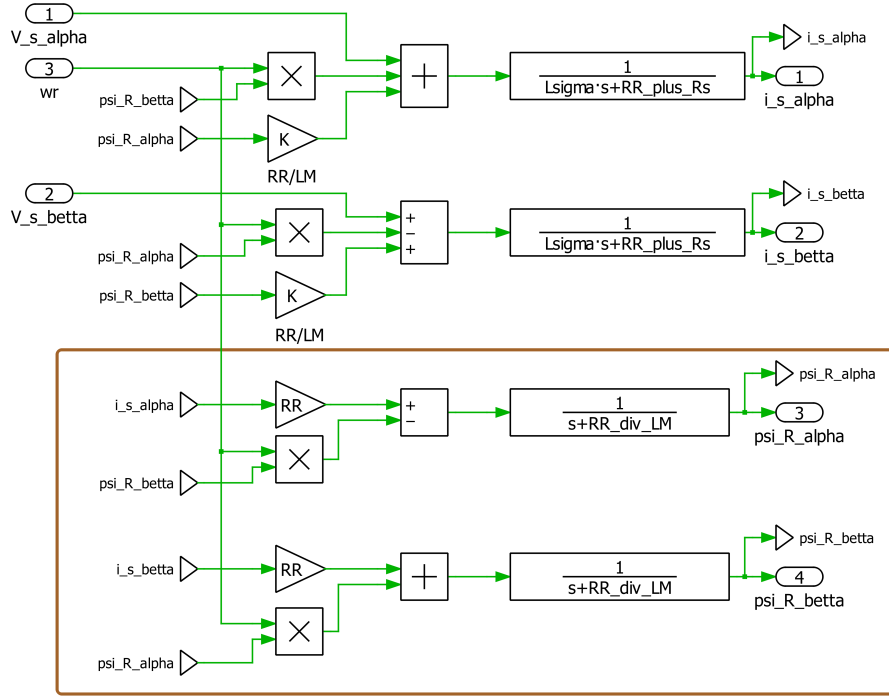 1
V_s_alpha
i_s_alpha
3
wr
×
+
1
Lsigma·s+RR_plus_Rs
1
i_s_alpha
psi_R_betta
psi_R_alpha
K
RR/LM
2
V_s_betta
i_s_betta
×
+
−
+
1
Lsigma·s+RR_plus_Rs
2
i_s_betta
psi_R_alpha
psi_R_betta
K
RR/LM
psi_R_alpha
i_s_alpha
RR
+
−
1
s+RR_div_LM
3
psi_R_alpha
×
psi_R_betta
psi_R_betta
i_s_betta
RR
+
1
s+RR_div_LM
4
psi_R_betta
×
psi_R_alpha